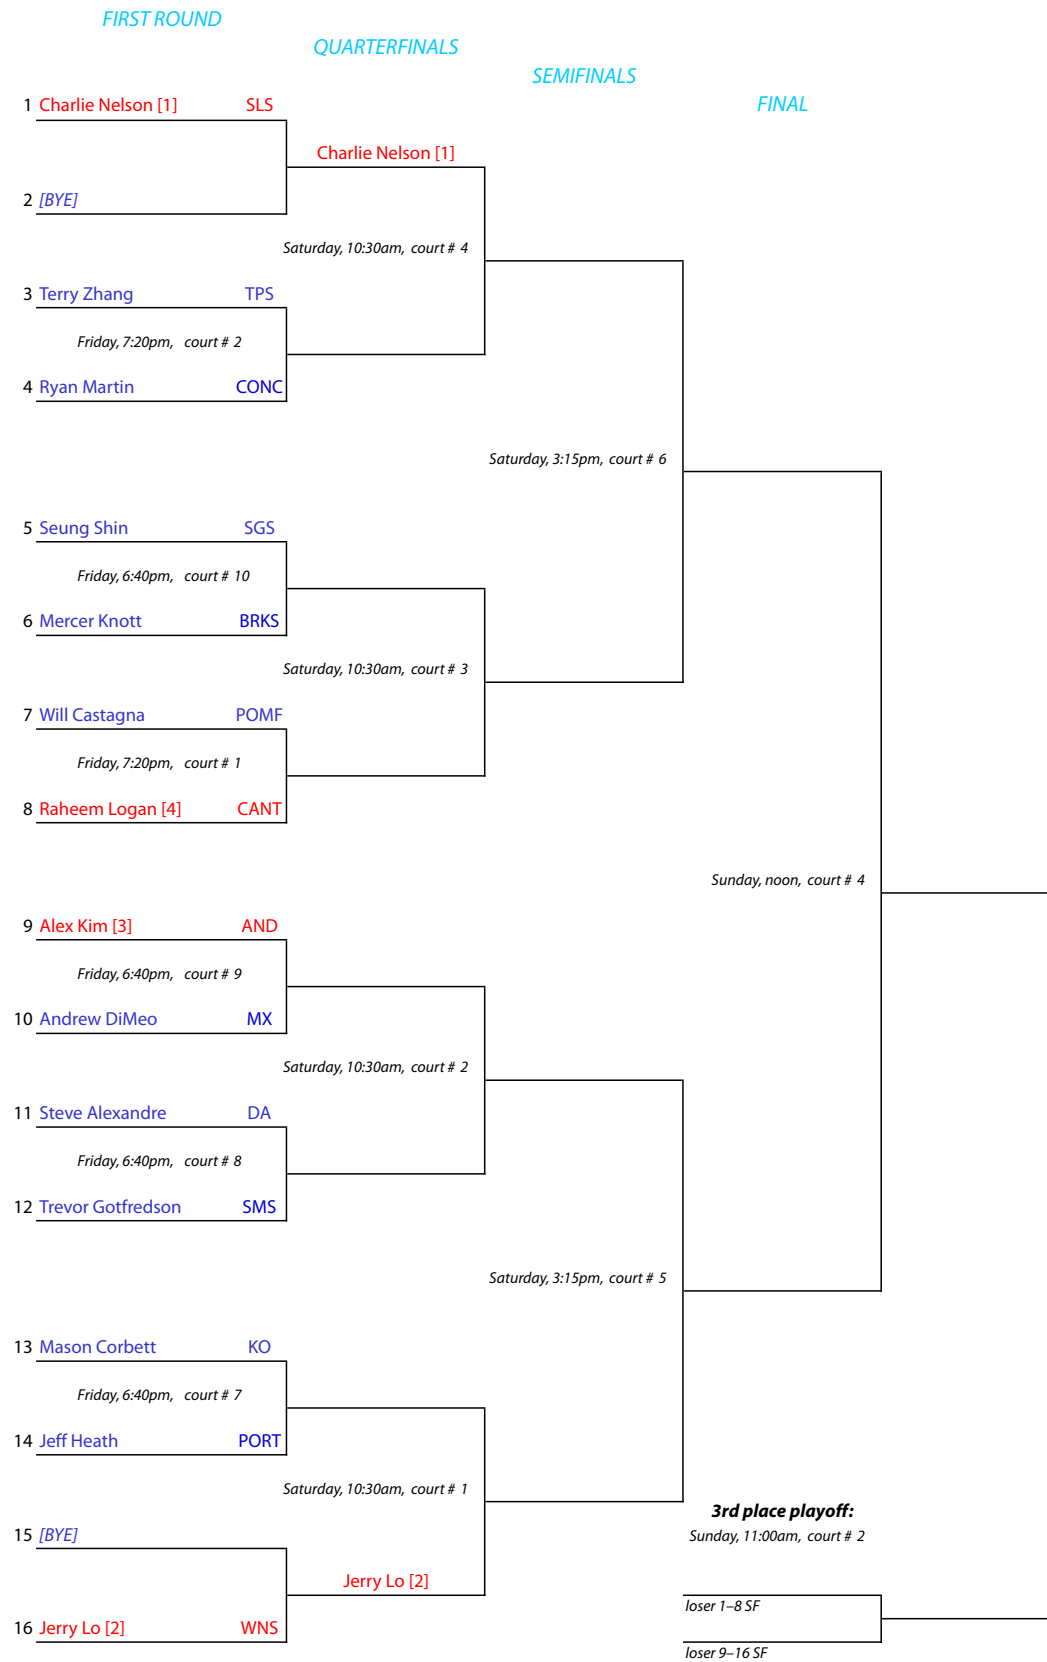 FIRST ROUND
QUARTERFINALS
SEMIFINALS
FINAL
1 Charlie Nelson [1] SLS
Charlie Nelson [1]
2 [BYE]
Saturday, 10:30am, court # 4
3 Terry Zhang TPS
Friday, 7:20pm, court # 2
4 Ryan Martin CONC
Saturday, 3:15pm, court # 6
5 Seung Shin SGS
Friday, 6:40pm, court # 10
6 Mercer Knott BRKS
Saturday, 10:30am, court # 3
7 Will Castagna POMF
Friday, 7:20pm, court # 1
8 Raheem Logan [4] CANT
Sunday, noon, court # 4
9 Alex Kim [3] AND
Friday, 6:40pm, court # 9
10 Andrew DiMeo MX
Saturday, 10:30am, court # 2
11 Steve Alexandre DA
Friday, 6:40pm, court # 8
12 Trevor Gotfredson SMS
Saturday, 3:15pm, court # 5
13 Mason Corbett KO
Friday, 6:40pm, court # 7
14 Jeff Heath PORT
Saturday, 10:30am, court # 1
3rd place playoff:
15 [BYE]
Sunday, 11:00am, court # 2
Jerry Lo [2]
loser 1–8 SF
16 Jerry Lo [2] WNS
loser 9–16 SF